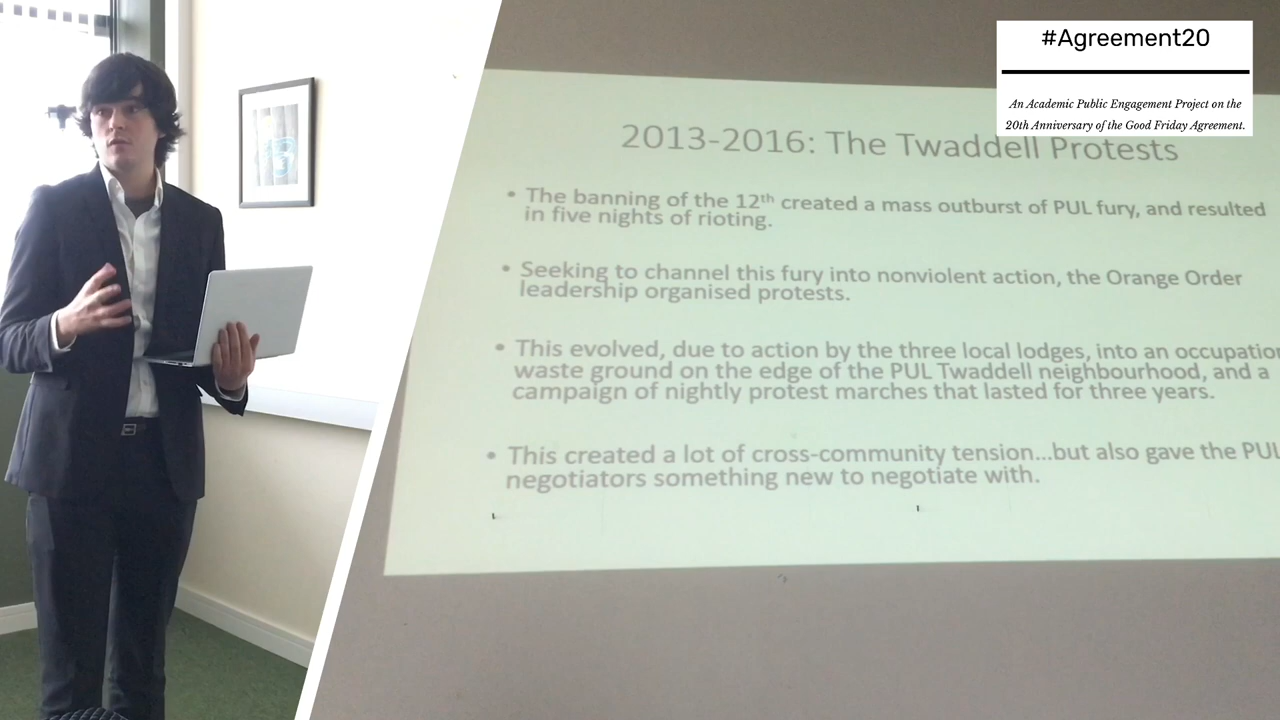 #Agreement20
An Academic Public Engagement Project on the
20th Anniversary of the Good Friday Agreement.
2013-2016: The Twaddell Protests
• The banning of the 12th created a mass outburst of PUL fury, and resulted
in five nights of rioting.
• Seeking to channel this fury into nonviolent action, the Orange Order
leadership organised protests.
• This evolved, due to action by the three local lodges, into an occupation
waste ground on the edge of the PUL Twaddell neighbourhood, and a
campaign of nightly protest marches that lasted for three years.
• This created a lot of cross-community tension...but also gave the PUL
negotiators something new to negotiate with.